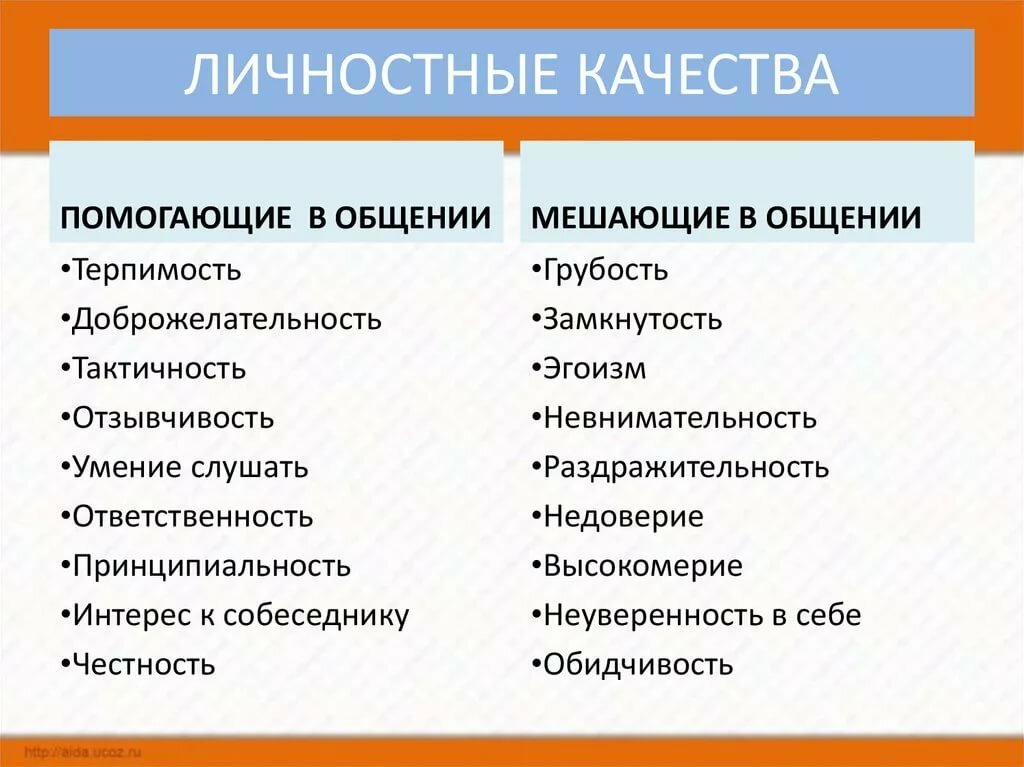 ЛИЧНОСТНЫЕ КАЧЕСТВА
ПОМОГАЮЩИЕ В ОБЩЕНИИ
•Терпимость
•Доброжелательность
•Тактичность
•Отзывчивость
•Умение слушать
•Ответственность
•Принципиальность
•Интерес к собеседнику
•Честность
МЕШАЮЩИЕ В ОБЩЕНИИ
•Грубость
•Замкнутость
•Эгоизм
•Невнимательность
•Раздражительность
•Недоверие
•Высокомерие
•Неуверенность в себе
•Обидчивость
http://aida.ucoz.ru